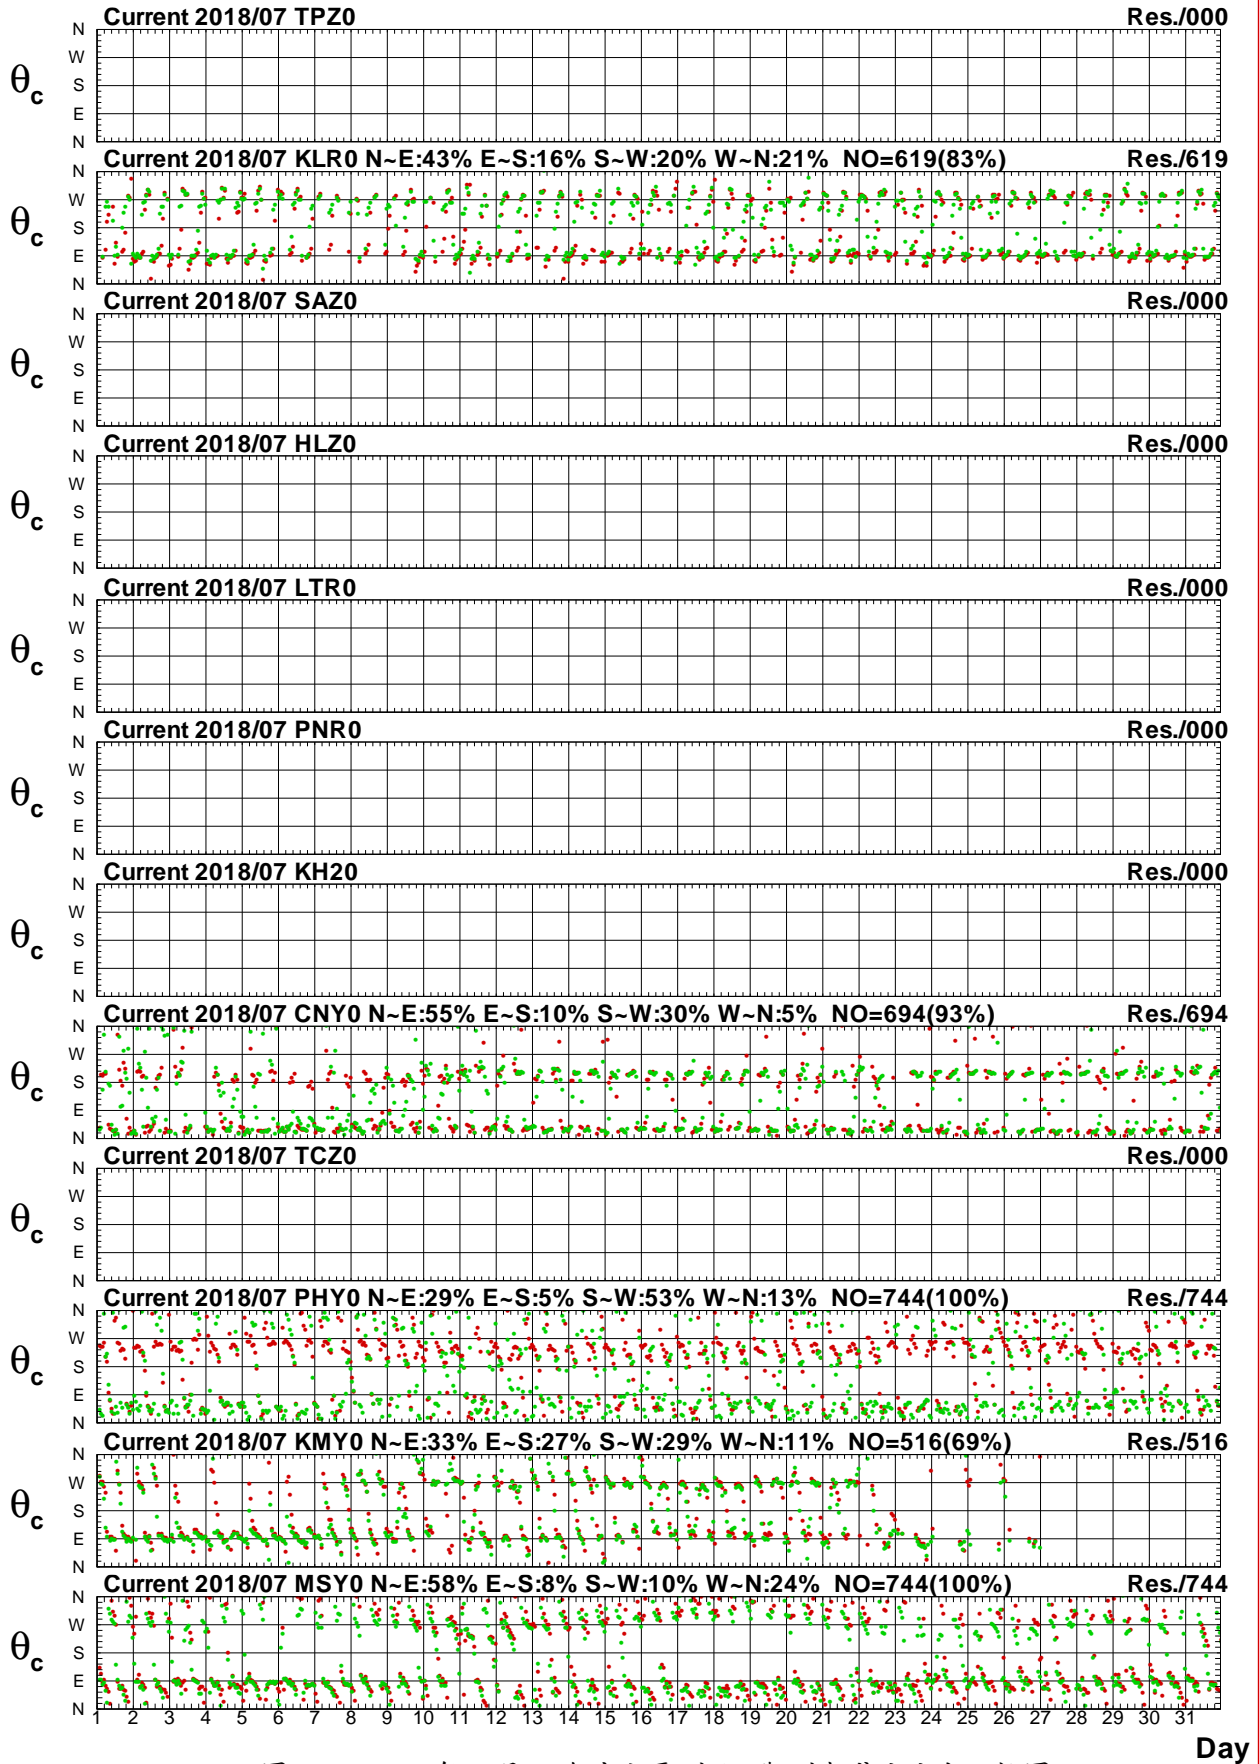 Current 2018/07 TPZ0 Res./000
N
W
θc S
E
N
Current 2018/07 KLR0 N~E:43% E~S:16% S~W:20% W~N:21% NO=619(83%) Res./619
N
W
θc S
E
N
Current 2018/07 SAZ0 Res./000
N
W
θc S
E
N
Current 2018/07 HLZ0 Res./000
N
W
θc S
E
N
Current 2018/07 LTR0 Res./000
N
W
θc S
E
N
Current 2018/07 PNR0 Res./000
N
W
θc S
E
N
Current 2018/07 KH20 Res./000
N
W
θc S
E
N
Current 2018/07 CNY0 N~E:55% E~S:10% S~W:30% W~N:5% NO=694(93%) Res./694
N
W
θc S
E
N
Current 2018/07 TCZ0 Res./000
N
W
θc S
E
N
Current 2018/07 PHY0 N~E:29% E~S:5% S~W:53% W~N:13% NO=744(100%) Res./744
N
W
θc S
E
N
Current 2018/07 KMY0 N~E:33% E~S:27% S~W:29% W~N:11% NO=516(69%) Res./516
N
W
θc S
E
N
Current 2018/07 MSY0 N~E:58% E~S:8% S~W:10% W~N:24% NO=744(100%) Res./744
N
W
θc S
E
N
1 2 3 4 5 6 7 8 9 10 11 12 13 14 15 16 17 18 19 20 21 22 23 24 25 26 27 28 29 30 31
Day